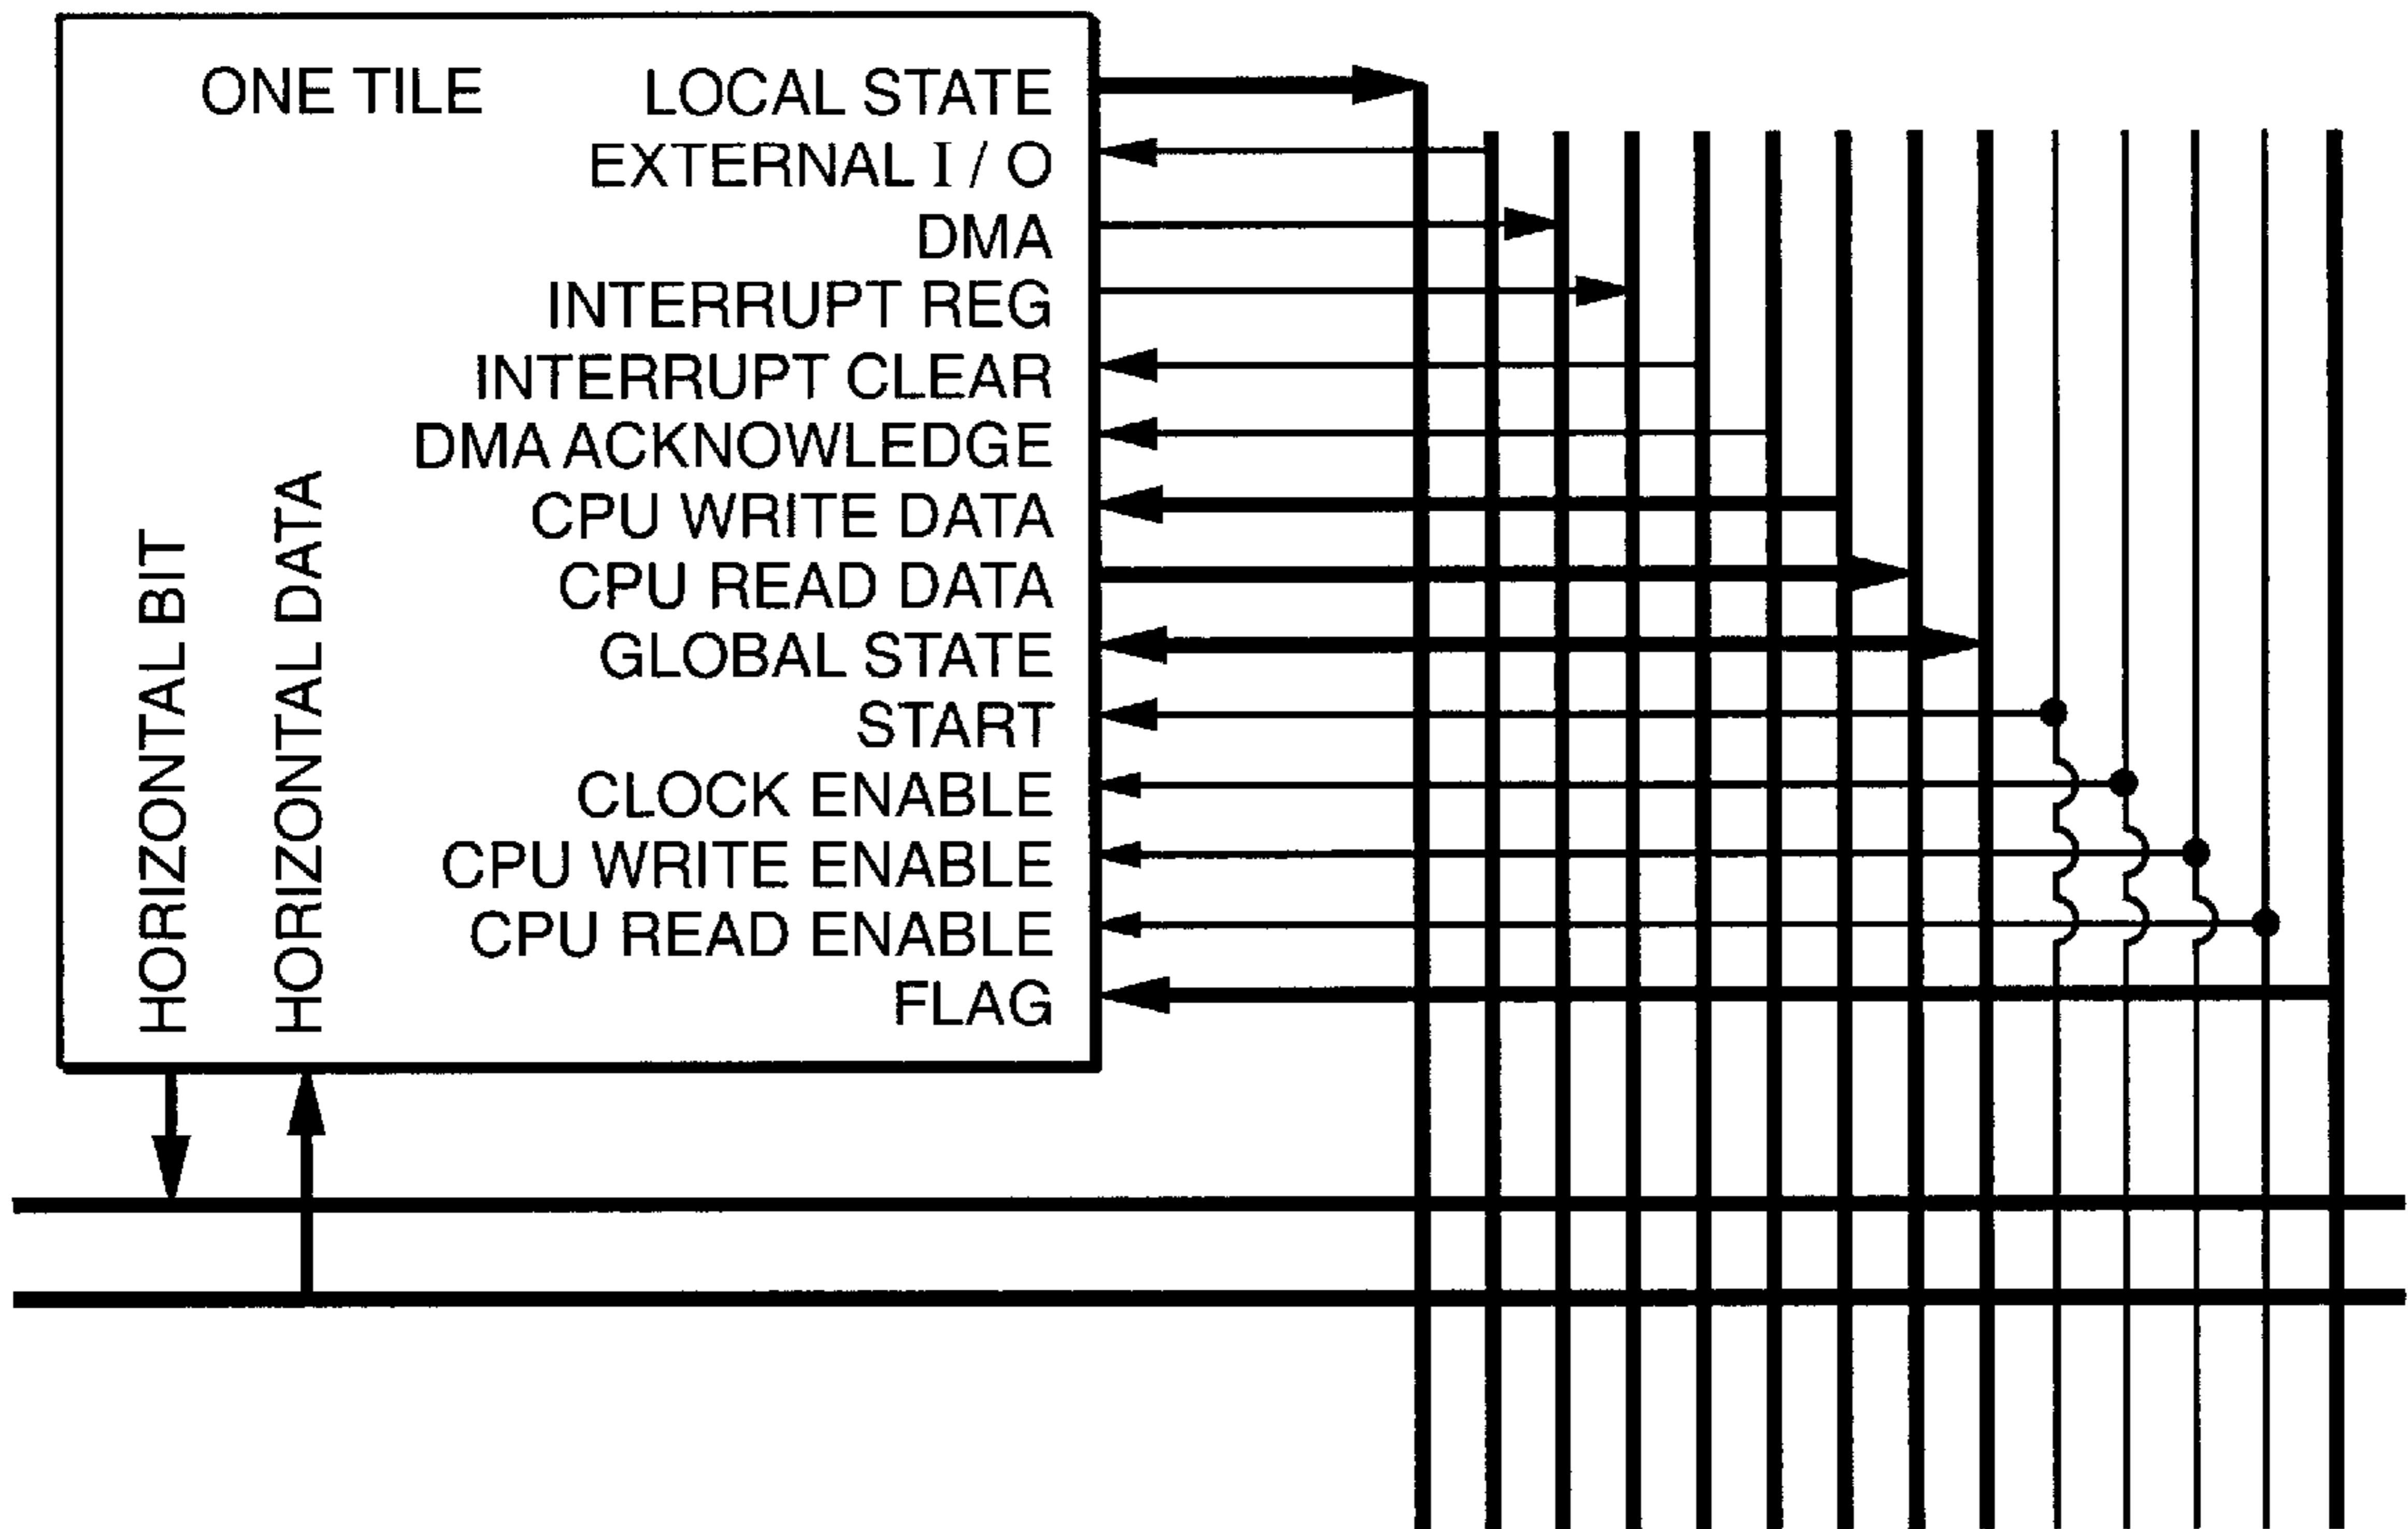 ONE TILE
LOCAL STATE
EXTERNAL I / O
DMA
INTERRUPT REG
INTERRUPT CLEAR
DMA ACKNOWLEDGE
CPU WRITE DATA
CPU READ DATA
GLOBAL STATE
START
CLOCK ENABLE
CPU WRITE ENABLE
CPU READ ENABLE
FLAG
HORIZONTAL BIT
HORIZONTAL DATA